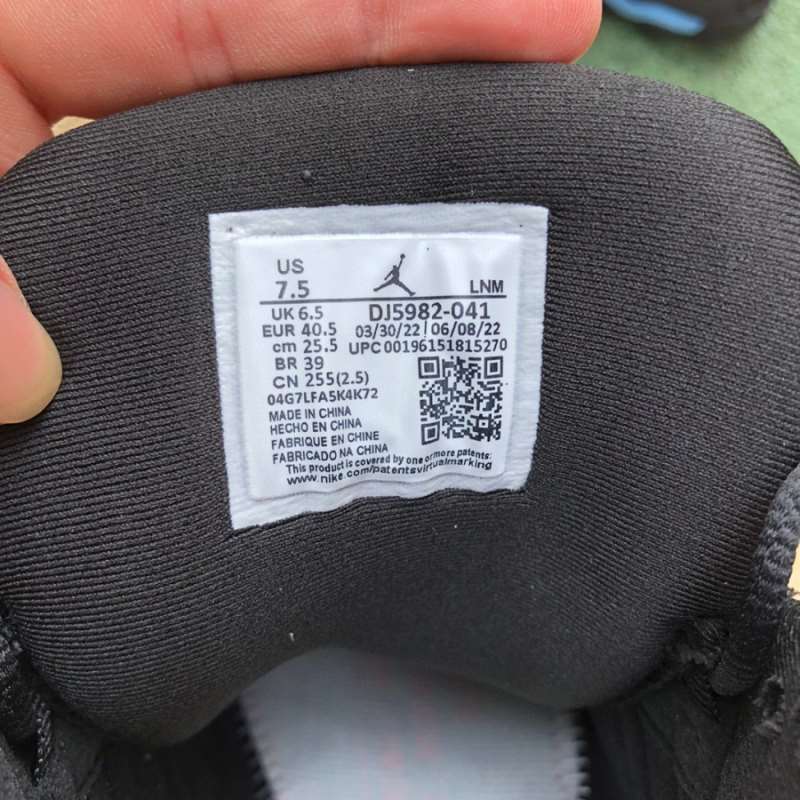 US
7.5 LNM
UK 6.5 DJ5982-041
EUR 40.5 03/30/22 06/08/22
cm 25.5 UPC 00196151815270
BR 39
CN 255(2.5)
04G7LFA5K4K72
MADE IN CHINA
HECHO EN CHINA
FABRIQUE EN CHINE
FABRICADO NA CHINA
This product is covered by one or more patents:
www.nike.com/patentsvirtualmarking